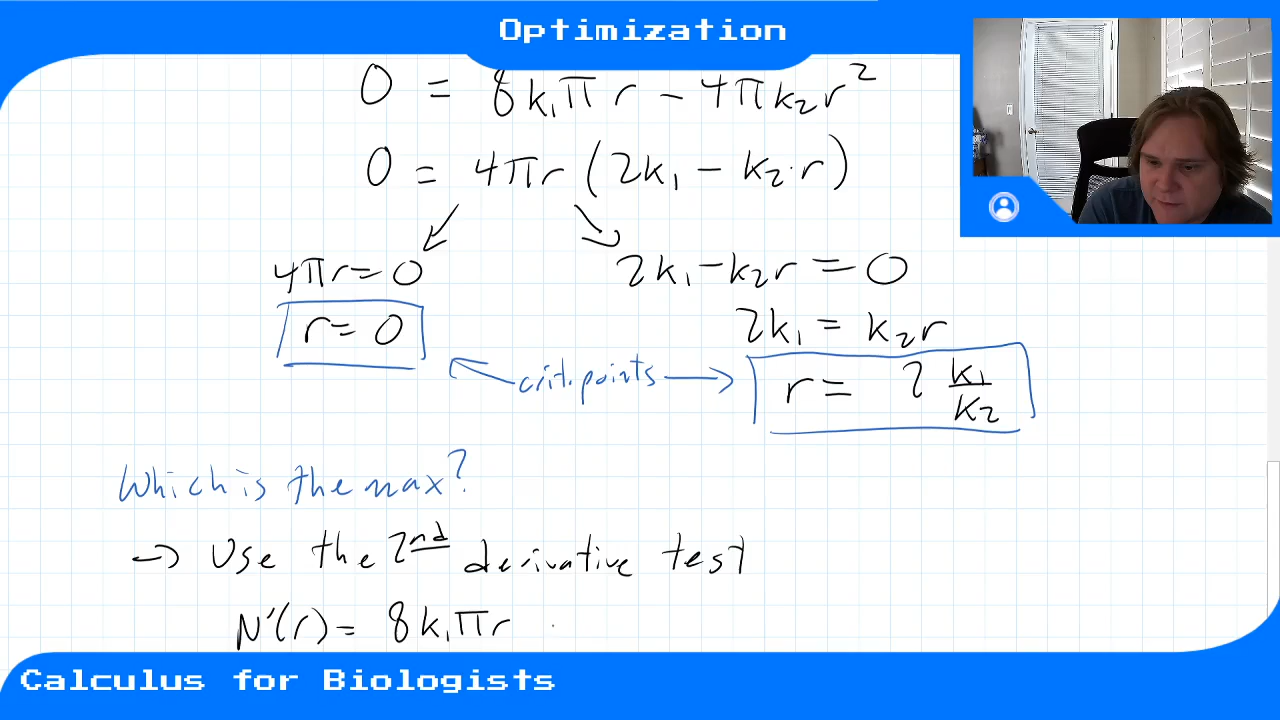 Optimization
0 = 8k₁πr − 4πk₂r²
0 = 4πr (2k₁ − k₂·r)
4πr = 0
2k₁ − k₂r = 0
r = 0
2k₁ = k₂r
crit. points
r = 2 k₁/k₂
Which is the max?
→ Use the 2nd derivative test
N'(r) = 8k₁πr
Calculus for Biologists